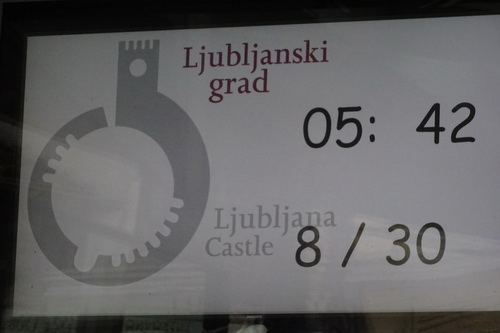 Ljubljanski
grad
05: 42
Ljubljana
Castle
8 / 30